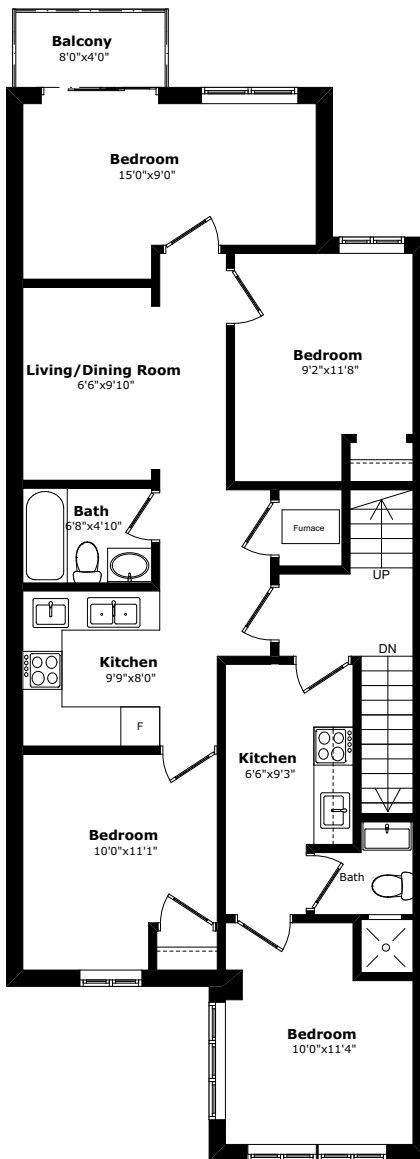 Balcony
8'0"x4'0"
Bedroom
15'0"x9'0"
Bedroom
9'2"x11'8"
Living/Dining Room
6'6"x9'10"
Bath
6'8"x4'10"
Furnace
UP
DN
Kitchen
9'9"x8'0"
F
Kitchen
6'6"x9'3"
Bedroom
10'0"x11'1"
Bath
Bedroom
10'0"x11'4"